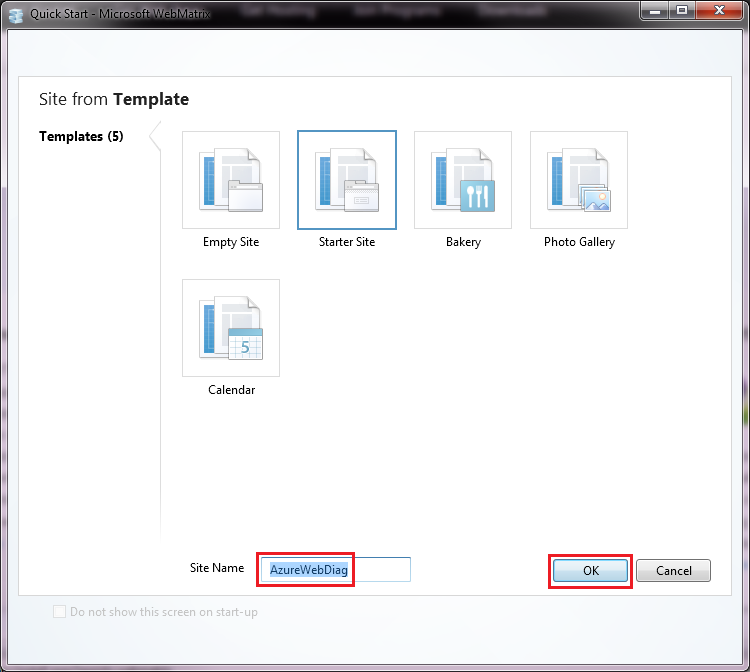 Quick Start - Microsoft WebMatrix
Site from Template
Templates (5)
Empty Site
Starter Site
Bakery
Photo Gallery
5
Calendar
Site Name
AzureWebDiag
OK
Cancel
Do not show this screen on start-up